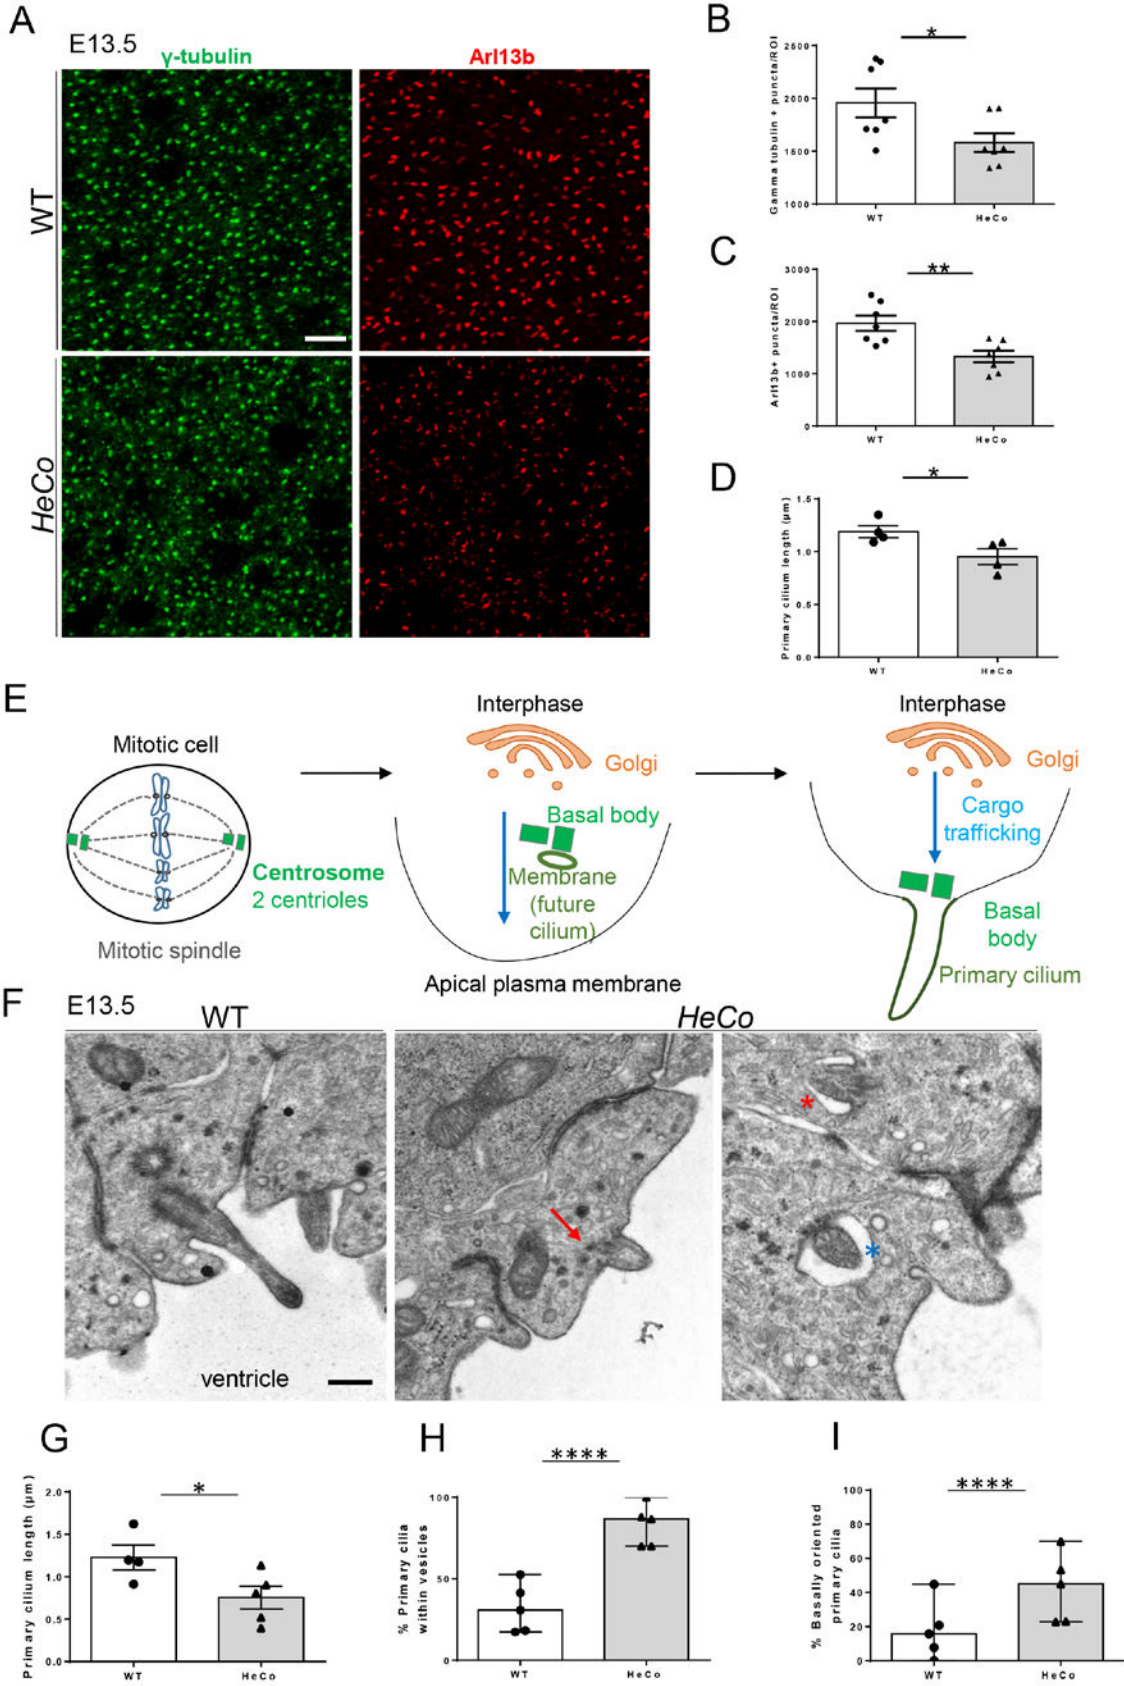 A
E13.5
γ-tubulin
Arl13b
WT
HeCo
B
*
Gamma tubulin + puncta/ROI
2500
2000
1500
1000
WT
HeCo
C
**
Arl13b+ puncta/ROI
3000
2000
1000
0
WT
HeCo
D
*
Primary cilium length (µm)
1.5
1.0
0.5
0.0
WT
HeCo
E
Mitotic cell
Centrosome
2 centrioles
Mitotic spindle
Interphase
Golgi
Basal body
Membrane
(future
cilium)
Apical plasma membrane
Interphase
Golgi
Cargo
trafficking
Basal
body
Primary cilium
F
E13.5
WT
HeCo
*
*
ventricle
G
*
Primary cilium length (µm)
2.0
1.5
1.0
0.5
0.0
WT
HeCo
H
****
% Primary cilia
within vesicles
100
50
0
WT
HeCo
I
****
% Basally oriented
primary cilia
100
80
60
40
20
0
WT
HeCo